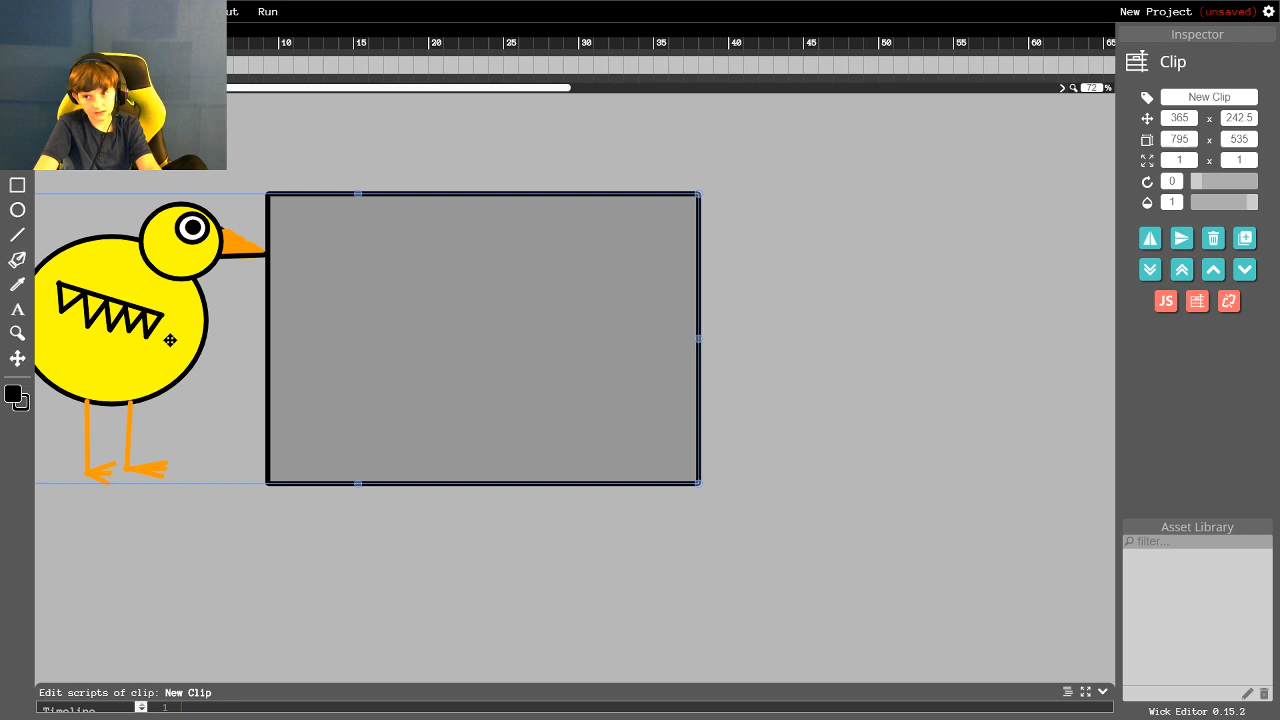 ut Run New Project (unsaved)
10 15 20 25 30 35 40 45 50 55 60 65
72 %
Inspector
Clip
New Clip
365 x 242.5
795 x 535
1 x 1
0
1
JS
Asset Library
filter...
Edit scripts of clip: New Clip
Timeline 1
Wick Editor 0.15.2